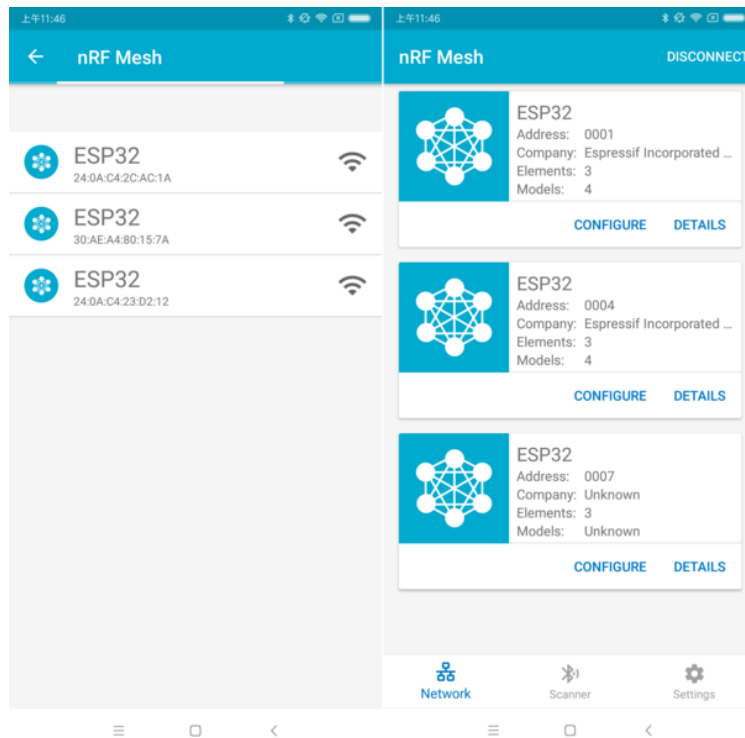 上午11:46
nRF Mesh
ESP32
24:0A:C4:2C:AC:1A
ESP32
30:AE:A4:80:15:7A
ESP32
24:0A:C4:23:D2:12
上午11:46
nRF Mesh
DISCONNECT
ESP32
Address: 0001
Company: Espressif Incorporated ...
Elements: 3
Models: 4
CONFIGURE DETAILS
ESP32
Address: 0004
Company: Espressif Incorporated ...
Elements: 3
Models: 4
CONFIGURE DETAILS
ESP32
Address: 0007
Company: Unknown
Elements: 3
Models: Unknown
CONFIGURE DETAILS
Network Scanner Settings